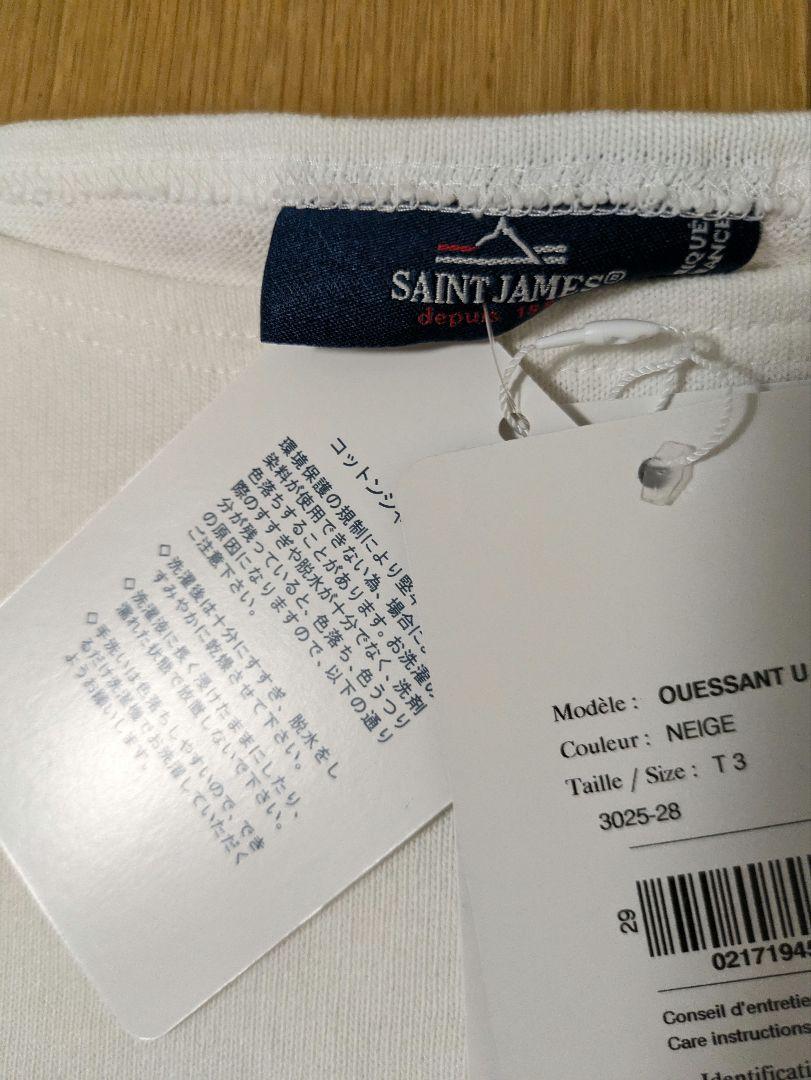 SAINT JAMES®
depuis
コットンシャ
環境保護の規制により堅
染料が使用できない為、場合に
色落ちすることがあります。お洗濯の
際のすすぎや脱水が十分でなく、洗剤
分が残っていると、色落ち、色うつり
の原因になりますので、以下の通り
ご注意下さい。
◇洗濯後は十分にすすぎ、脱水をし
すみやかに乾燥させて下さい。
◇洗濯液に長く浸けたままにしたり、
濡れた状態で放置しないで下さい。
◇手洗いは色落ちしやすいので、でき
るだけ洗濯機でお洗濯していただく
ようお願いします。
Modèle : OUESSANT U
Couleur : NEIGE
Taille / Size : T 3
3025-28
29
0217194
Conseil d'entretie
Care instructions
Identificati